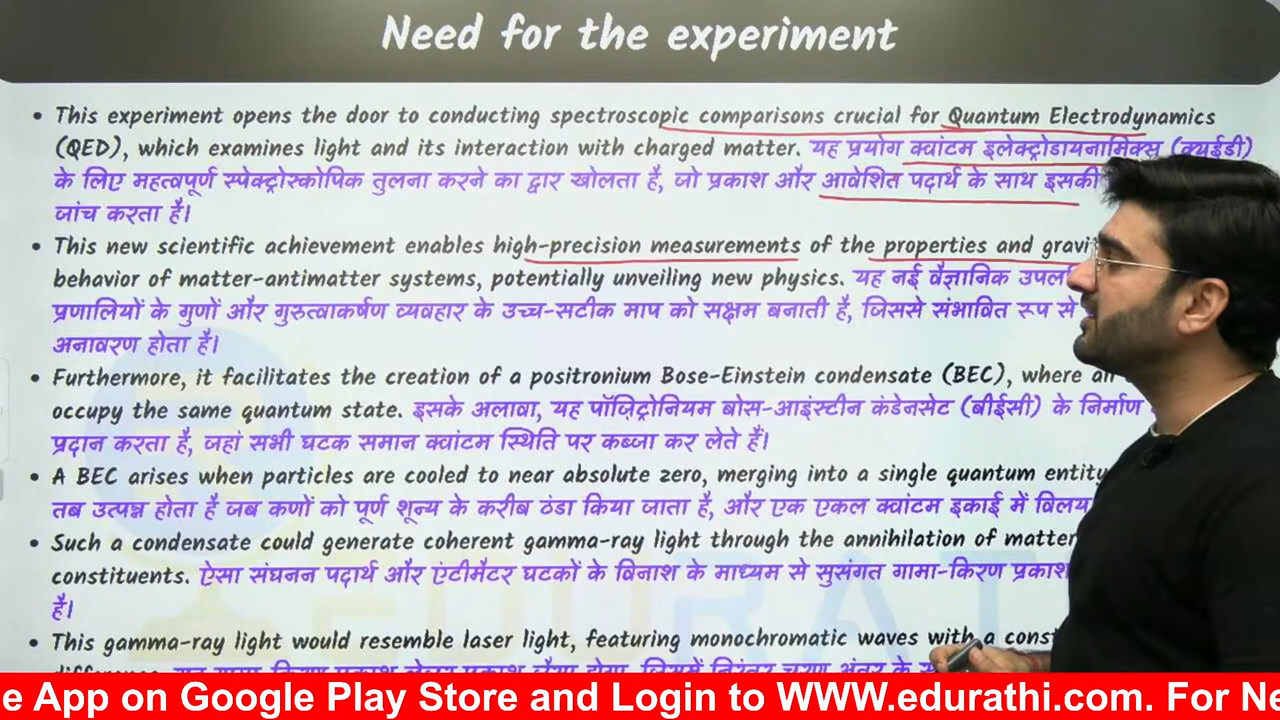 Need for the experiment
• This experiment opens the door to conducting spectroscopic comparisons crucial for Quantum Electrodynamics
(QED), which examines light and its interaction with charged matter. यह प्रयोग क्वांटम इलेक्ट्रोडायनामिक्स (क्यूईडी)
के लिए महत्वपूर्ण स्पेक्ट्रोस्कोपिक तुलना करने का द्वार खोलता है, जो प्रकाश और आवेशित पदार्थ के साथ इसकी
जांच करता है।
• This new scientific achievement enables high-precision measurements of the properties and
behavior of matter-antimatter systems, potentially unveiling new physics. यह नई वैज्ञानिक
प्रणालियों के गुणों और गुरुत्वाकर्षण व्यवहार के उच्च-सटीक माप को सक्षम बनाती है, जिससे संभावित रूप से
अनावरण होता है।
• Furthermore, it facilitates the creation of a positronium Bose-Einstein condensate (BEC), where
occupy the same quantum state. इसके अलावा, यह पॉज़िट्रोनियम बोस-आइंस्टीन कंडेनसेट (बीईसी) के निर्माण
प्रदान करता है, जहां सभी घटक समान क्वांटम स्थिति पर कब्जा कर लेते हैं।
• A BEC arises when particles are cooled to near absolute zero, merging into a single quantum entity
तब उत्पन्न होता है जब कणों को पूर्ण शून्य के करीब ठंडा किया जाता है, और एक एकल क्वांटम इकाई में
• Such a condensate could generate coherent gamma-ray light through the annihilation of matter
constituents. ऐसा संघनन पदार्थ और एंटीमैटर घटकों के विनाश के माध्यम से सुसंगत गामा-किरण प्रकाश
है।
• This gamma-ray light would resemble laser light, featuring monochromatic waves with a
e App on Google Play Store and Login to WWW.edurathi.com. For Ne